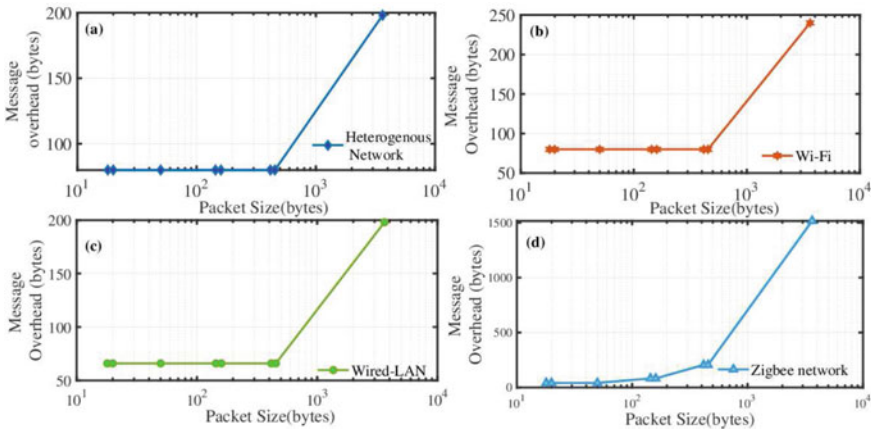 (a)
Message
overhead (bytes)
200
150
100
10^1 10^2 10^3 10^4
Packet Size(bytes)
Heterogenous
Network
(b)
Message
Overhead (bytes)
250
200
150
100
50
10^1 10^2 10^3 10^4
Packet Size(bytes)
Wi-Fi
(c)
Message
Overhead (bytes)
200
150
100
50
10^1 10^2 10^3 10^4
Packet Size(bytes)
Wired-LAN
(d)
Message
Overhead (bytes)
1500
1000
500
0
10^1 10^2 10^3 10^4
Packet Size(bytes)
Zigbee network